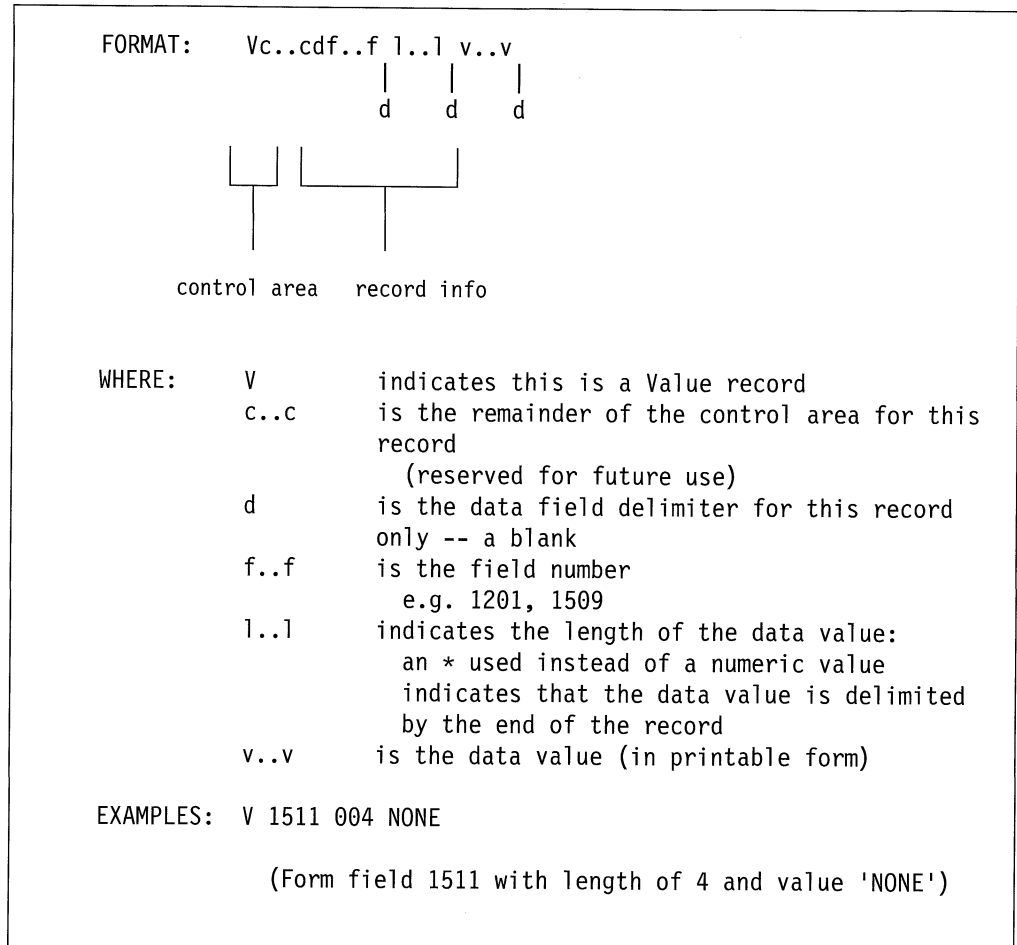 FORMAT: Vc..cdf..f l..l v..v
d d d
control area record info
WHERE: V indicates this is a Value record
c..c is the remainder of the control area for this
record
(reserved for future use)
d is the data field delimiter for this record
only -- a blank
f..f is the field number
e.g. 1201, 1509
l..l indicates the length of the data value:
an * used instead of a numeric value
indicates that the data value is delimited
by the end of the record
v..v is the data value (in printable form)
EXAMPLES: V 1511 004 NONE
(Form field 1511 with length of 4 and value 'NONE')